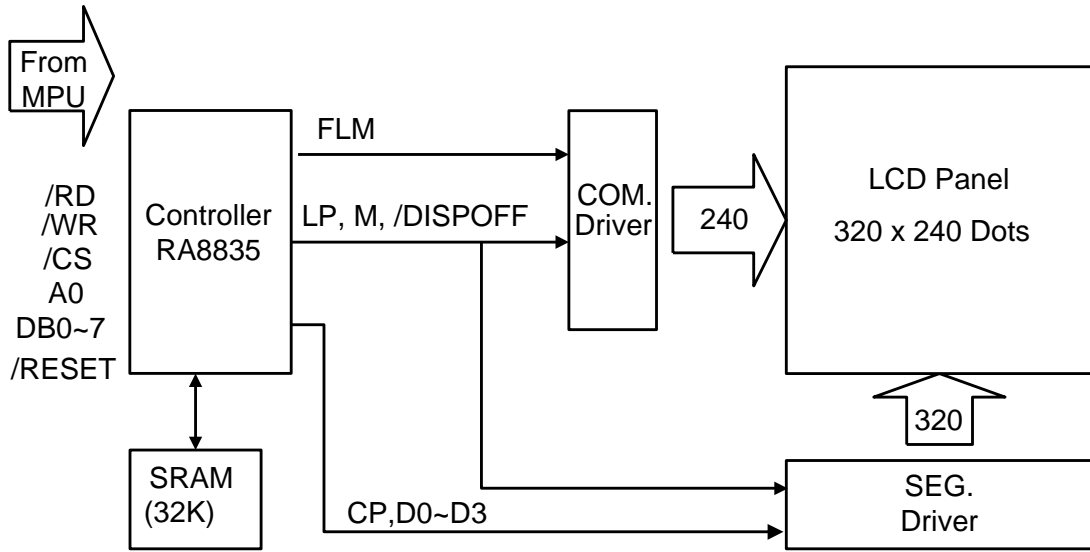 From
MPU
/RD
/WR
/CS
A0
DB0~7
/RESET
Controller
RA8835
FLM
LP, M, /DISPOFF
COM.
Driver
240
LCD Panel
320 x 240 Dots
320
SRAM
(32K)
CP,D0~D3
SEG.
Driver